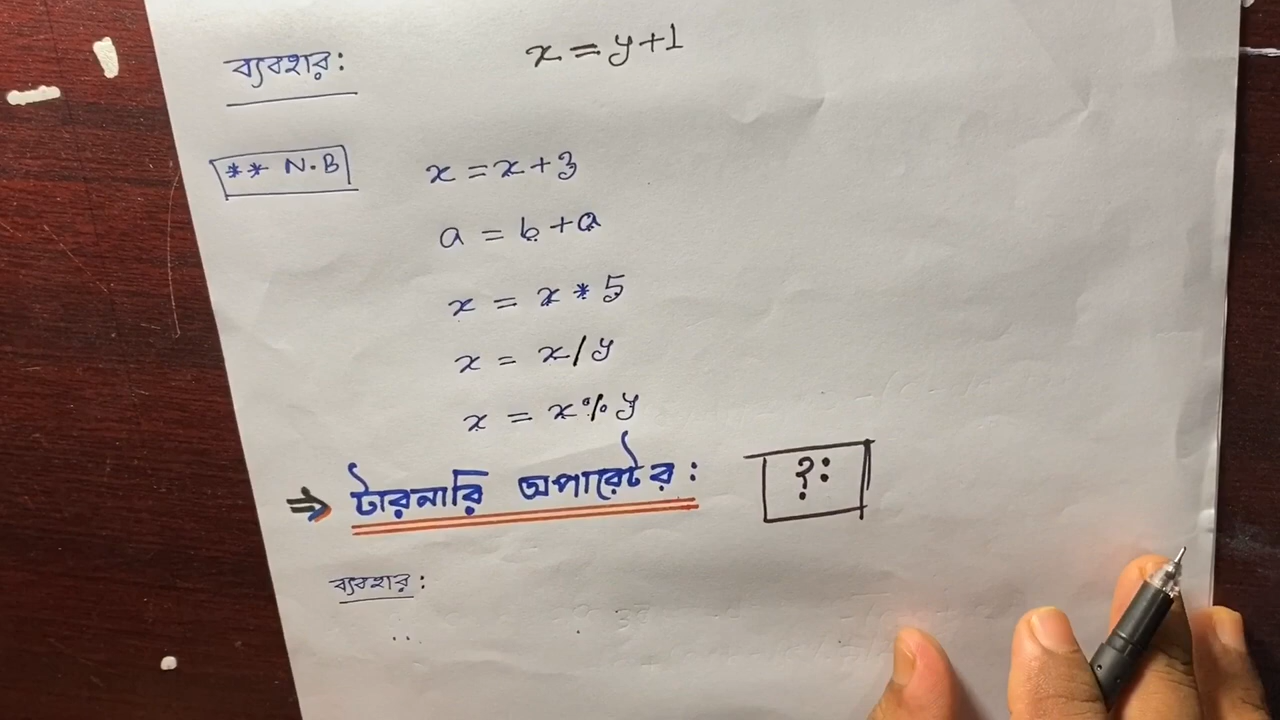 ব্যবহার: x = y+1
** N.B x = x+3
a = b+a
x = x * 5
x = x/y
x = x%y
⇒ টারনারি অপারেটর: ?:
ব্যবহার: